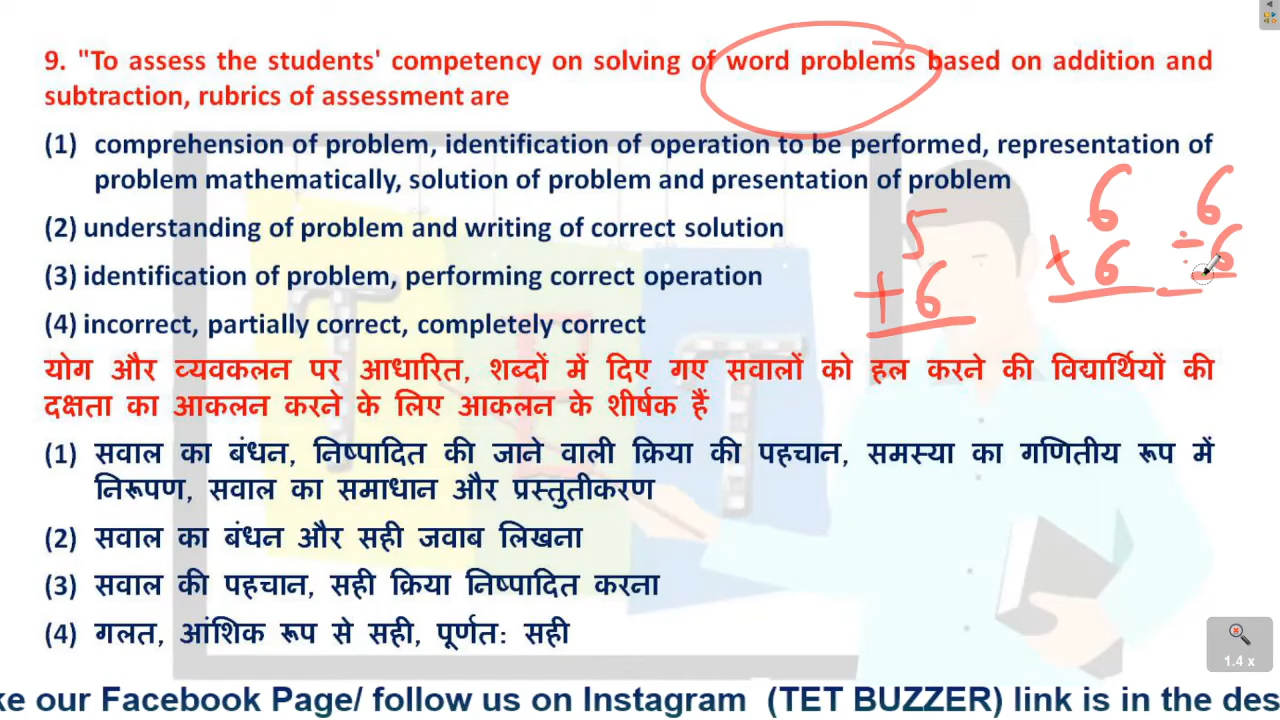 9. "To assess the students' competency on solving of word problems based on addition and
subtraction, rubrics of assessment are
(1) comprehension of problem, identification of operation to be performed, representation of
problem mathematically, solution of problem and presentation of problem
(2) understanding of problem and writing of correct solution
(3) identification of problem, performing correct operation
(4) incorrect, partially correct, completely correct
5
+ 6
6
× 6
6
÷ 6
योग और व्यवकलन पर आधारित, शब्दों में दिए गए सवालों को हल करने की विद्यार्थियों की
दक्षता का आकलन करने के लिए आकलन के शीर्षक हैं
(1) सवाल का बंधन, निष्पादित की जाने वाली क्रिया की पहचान, समस्या का गणितीय रूप में
निरूपण, सवाल का समाधान और प्रस्तुतीकरण
(2) सवाल का बंधन और सही जवाब लिखना
(3) सवाल की पहचान, सही क्रिया निष्पादित करना
(4) गलत, आंशिक रूप से सही, पूर्णतः सही
1.4 x
ke our Facebook Page/ follow us on Instagram (TET BUZZER) link is in the des